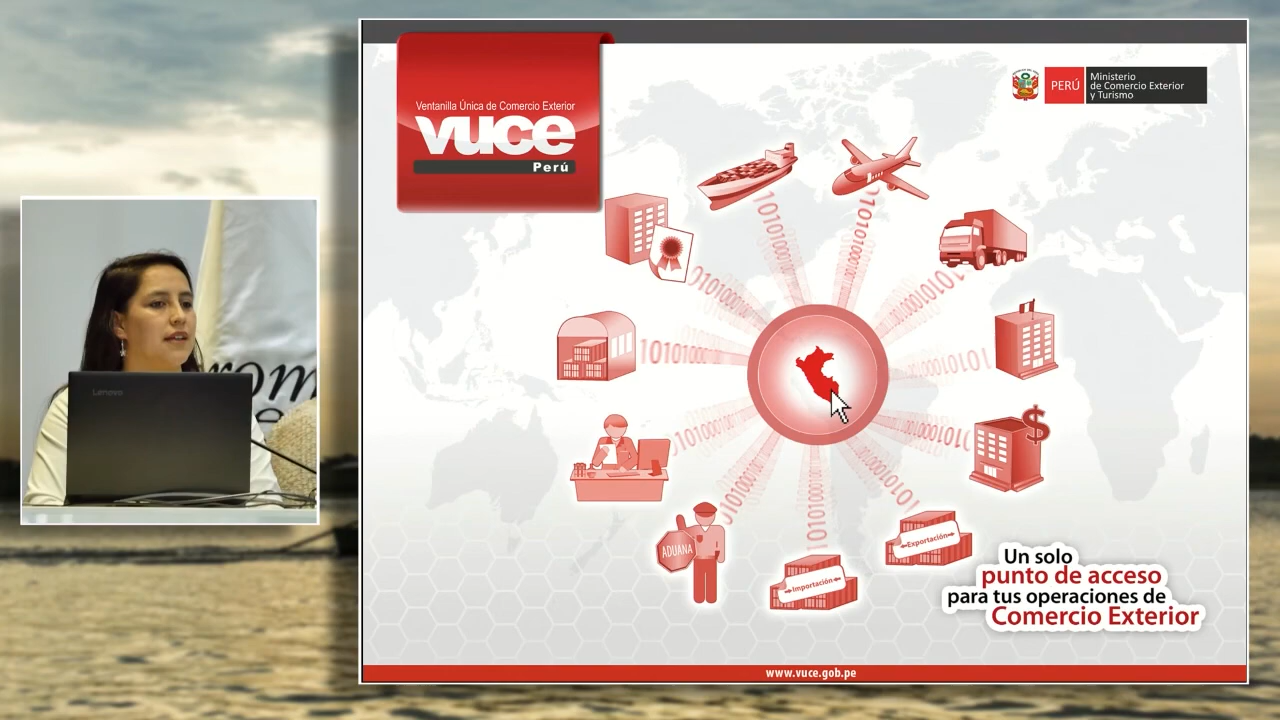 Ventanilla Única de Comercio Exterior
vuce
Perú
PERÚ
Ministerio
de Comercio Exterior
y Turismo
Lenovo
ADUANA
Importación
Exportación
$
Un solo
punto de acceso
para tus operaciones de
Comercio Exterior
www.vuce.gob.pe